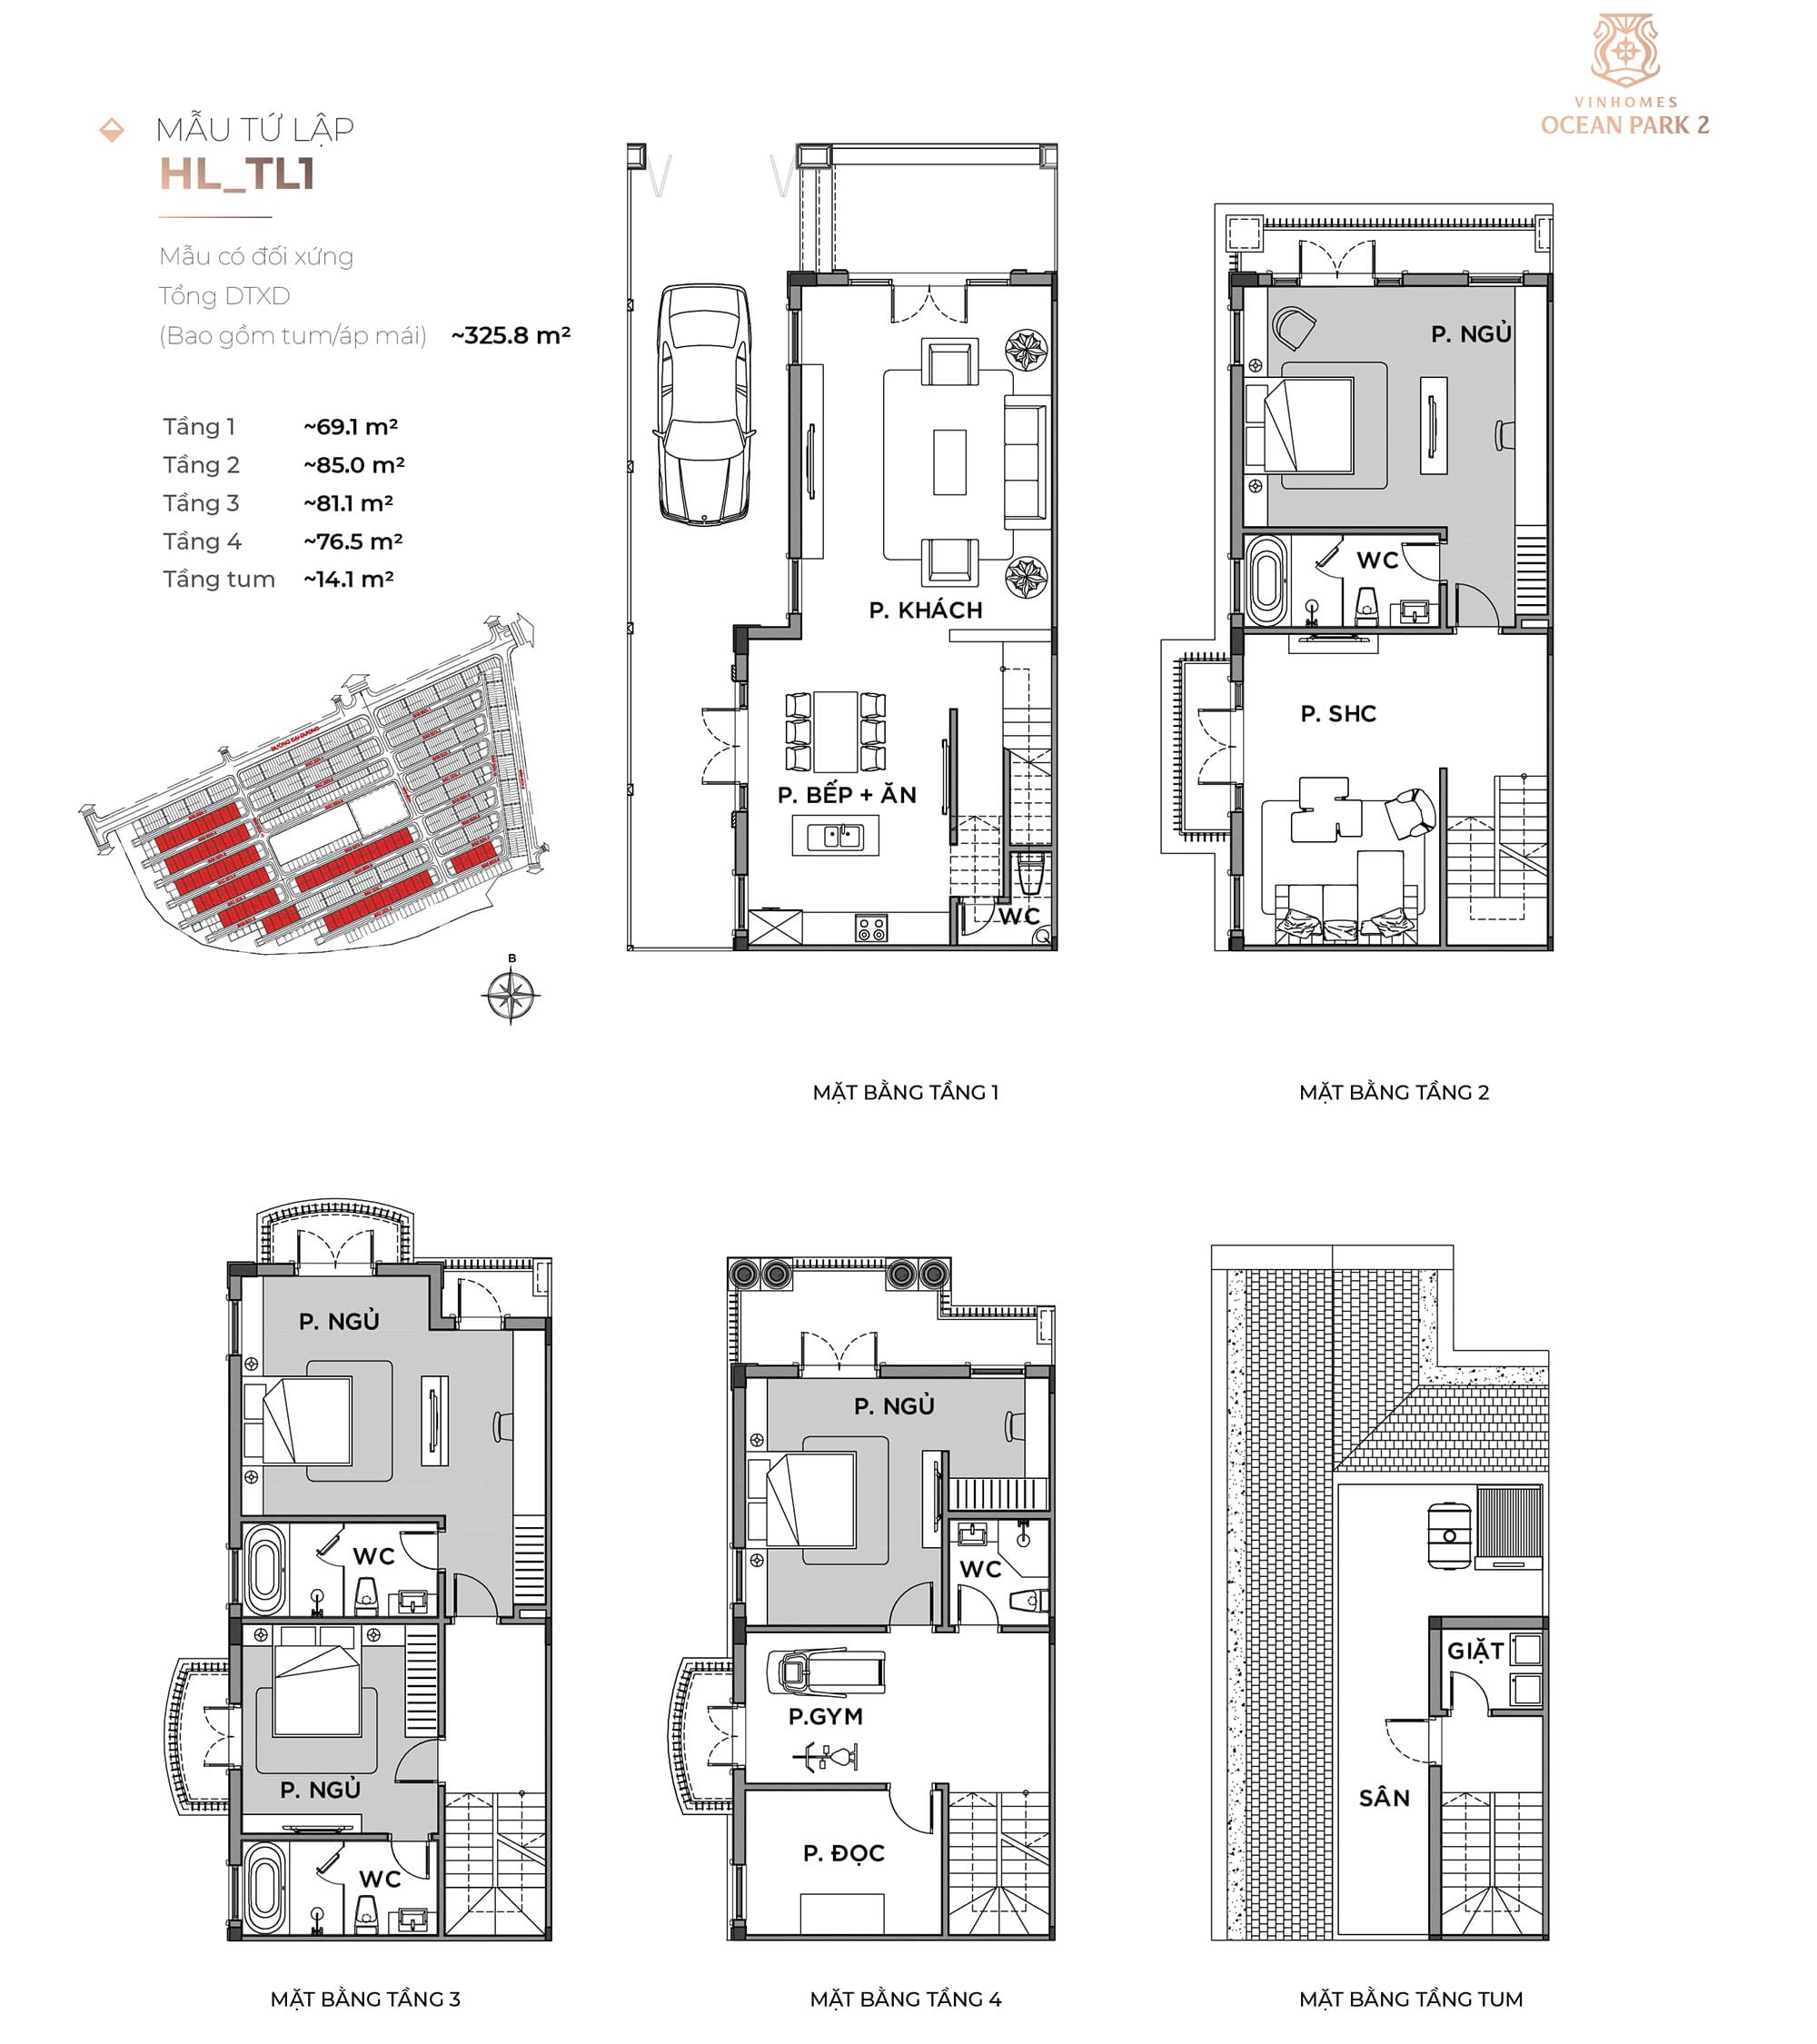 VINHOMES
OCEAN PARK 2
MẪU TỨ LẬP
HL_TL1
Mẫu có đối xứng
Tổng DTXD
(Bao gồm tum/áp mái) ~325.8 m²
Tầng 1 ~69.1 m²
Tầng 2 ~85.0 m²
Tầng 3 ~81.1 m²
Tầng 4 ~76.5 m²
Tầng tum ~14.1 m²
ĐƯỜNG ĐẠI DƯƠNG
B
P. KHÁCH
P. BẾP + ĂN
WC
MẶT BẰNG TẦNG 1
P. NGỦ
WC
P. SHC
MẶT BẰNG TẦNG 2
P. NGỦ
WC
P. NGỦ
WC
MẶT BẰNG TẦNG 3
P. NGỦ
WC
P.GYM
P. ĐỌC
MẶT BẰNG TẦNG 4
GIẶT
SÂN
MẶT BẰNG TẦNG TUM